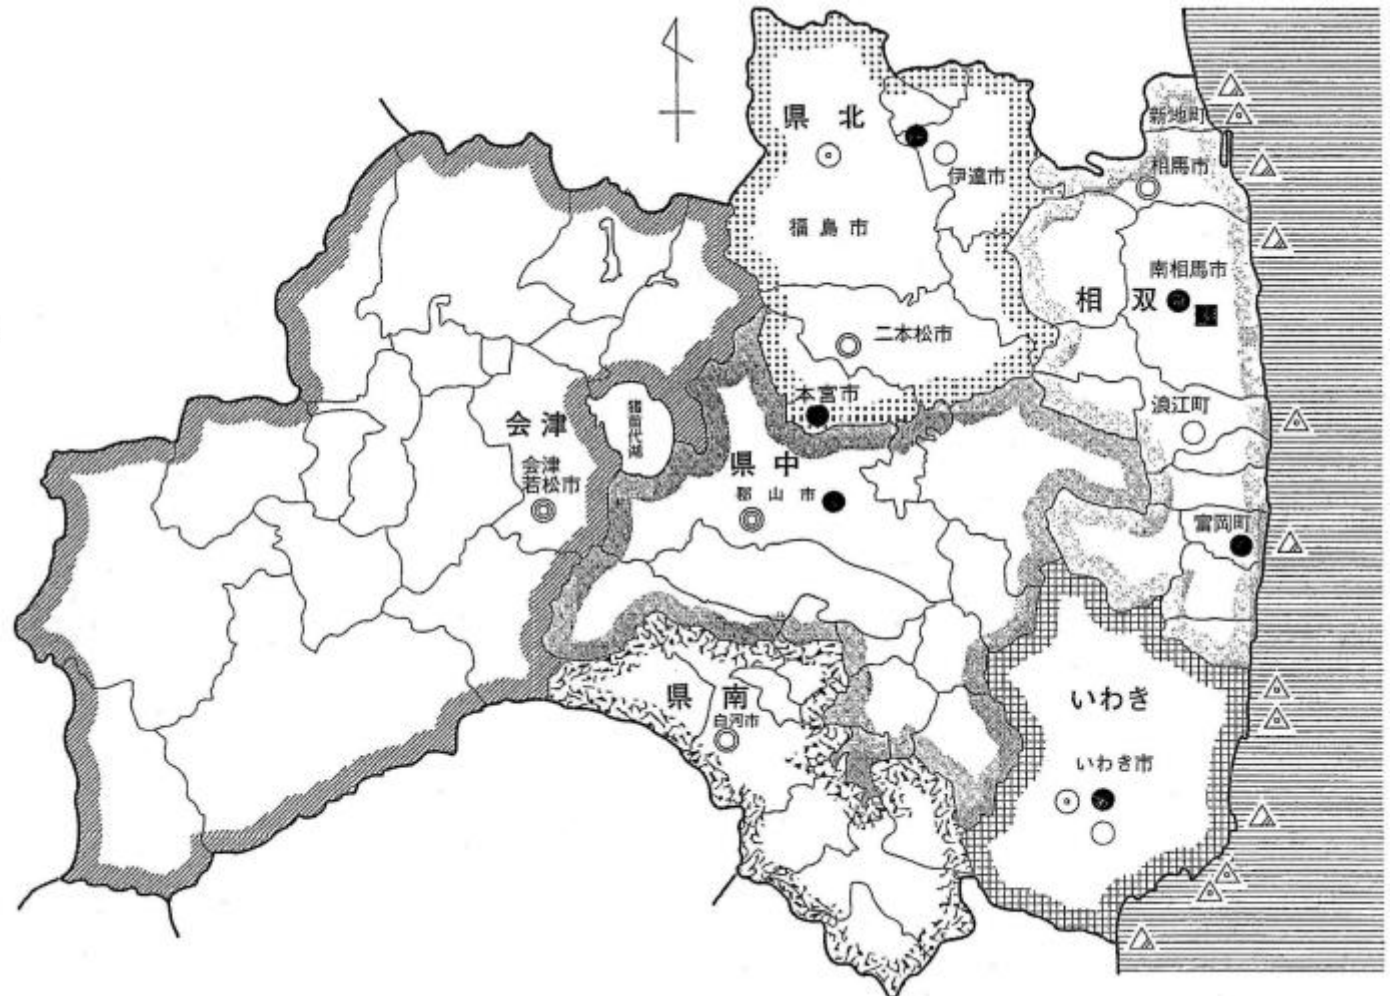 県北
新地町
相馬市
伊達市
福島市
南相馬市
相双
二本松市
本宮市
浪江町
猪苗代湖
会津
会津
若松市
県中
郡山市
富岡町
県南
白河市
いわき
いわき市